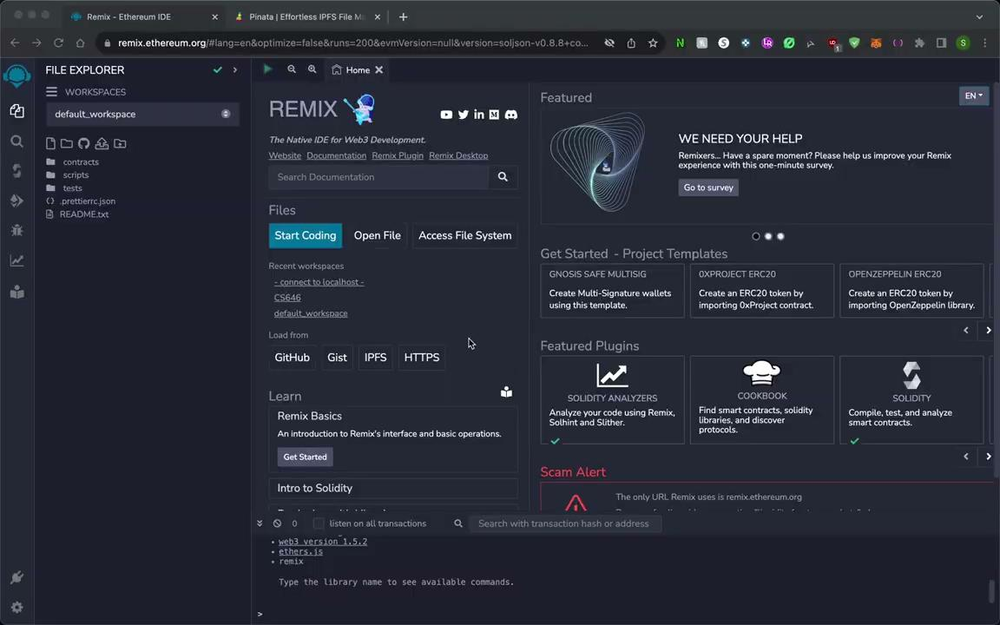 Remix - Ethereum IDE
Pinata | Effortless IPFS File M
remix.ethereum.org/#lang=en&optimize=false&runs=200&evmVersion=null&version=soljson-v0.8.8+co...
FILE EXPLORER
WORKSPACES
default_workspace
contracts
scripts
tests
.prettierrc.json
README.txt
Home
REMIX
The Native IDE for Web3 Development.
Website Documentation Remix Plugin Remix Desktop
Search Documentation
Files
Start Coding Open File Access File System
Recent workspaces
- connect to localhost -
CS646
default_workspace
Load from
GitHub Gist IPFS HTTPS
Learn
Remix Basics
An introduction to Remix's interface and basic operations.
Get Started
Intro to Solidity
Featured
EN
WE NEED YOUR HELP
Remixers... Have a spare moment? Please help us improve your Remix
experience with this one-minute survey.
Go to survey
Get Started - Project Templates
GNOSIS SAFE MULTISIG
Create Multi-Signature wallets
using this template.
0XPROJECT ERC20
Create an ERC20 token by
importing 0xProject contract.
OPENZEPPELIN ERC20
Create an ERC20 token by
importing OpenZeppelin library.
Featured Plugins
SOLIDITY ANALYZERS
Analyze your code using Remix,
Solhint and Slither.
COOKBOOK
Find smart contracts, solidity
libraries, and discover
protocols.
SOLIDITY
Compile, test, and analyze
smart contracts.
Scam Alert
The only URL Remix uses is remix.ethereum.org
0 listen on all transactions
Search with transaction hash or address
web3 version 1.5.2
ethers.js
remix
Type the library name to see available commands.
>